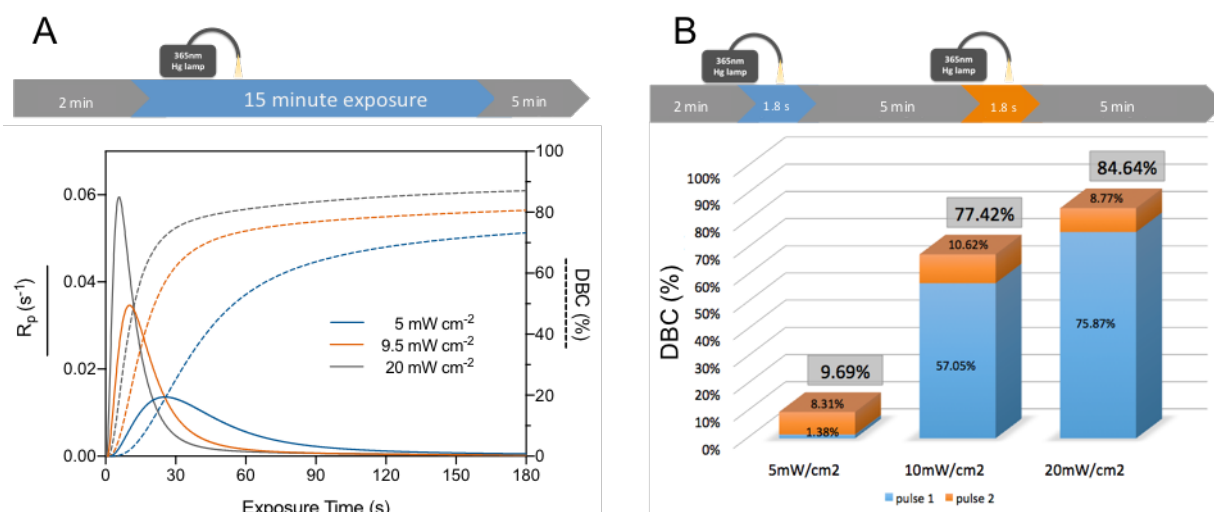 A
365nm
Hg lamp
2 min
15 minute exposure
5 min
100
80
60
40
20
0
DBC (%)
0.06
0.04
0.02
0.00
Rp (s-1)
5 mW cm-2
9.5 mW cm-2
20 mW cm-2
0 30 60 90 120 150 180
Exposure Time (s)
B
365nm
Hg lamp
365nm
Hg lamp
2 min
1.8 s
5 min
1.8 s
5 min
DBC (%)
100%
90%
80%
70%
60%
50%
40%
30%
20%
10%
0%
9.69%
8.31%
1.38%
77.42%
10.62%
57.05%
84.64%
8.77%
75.87%
5mW/cm2 10mW/cm2 20mW/cm2
pulse 1 pulse 2